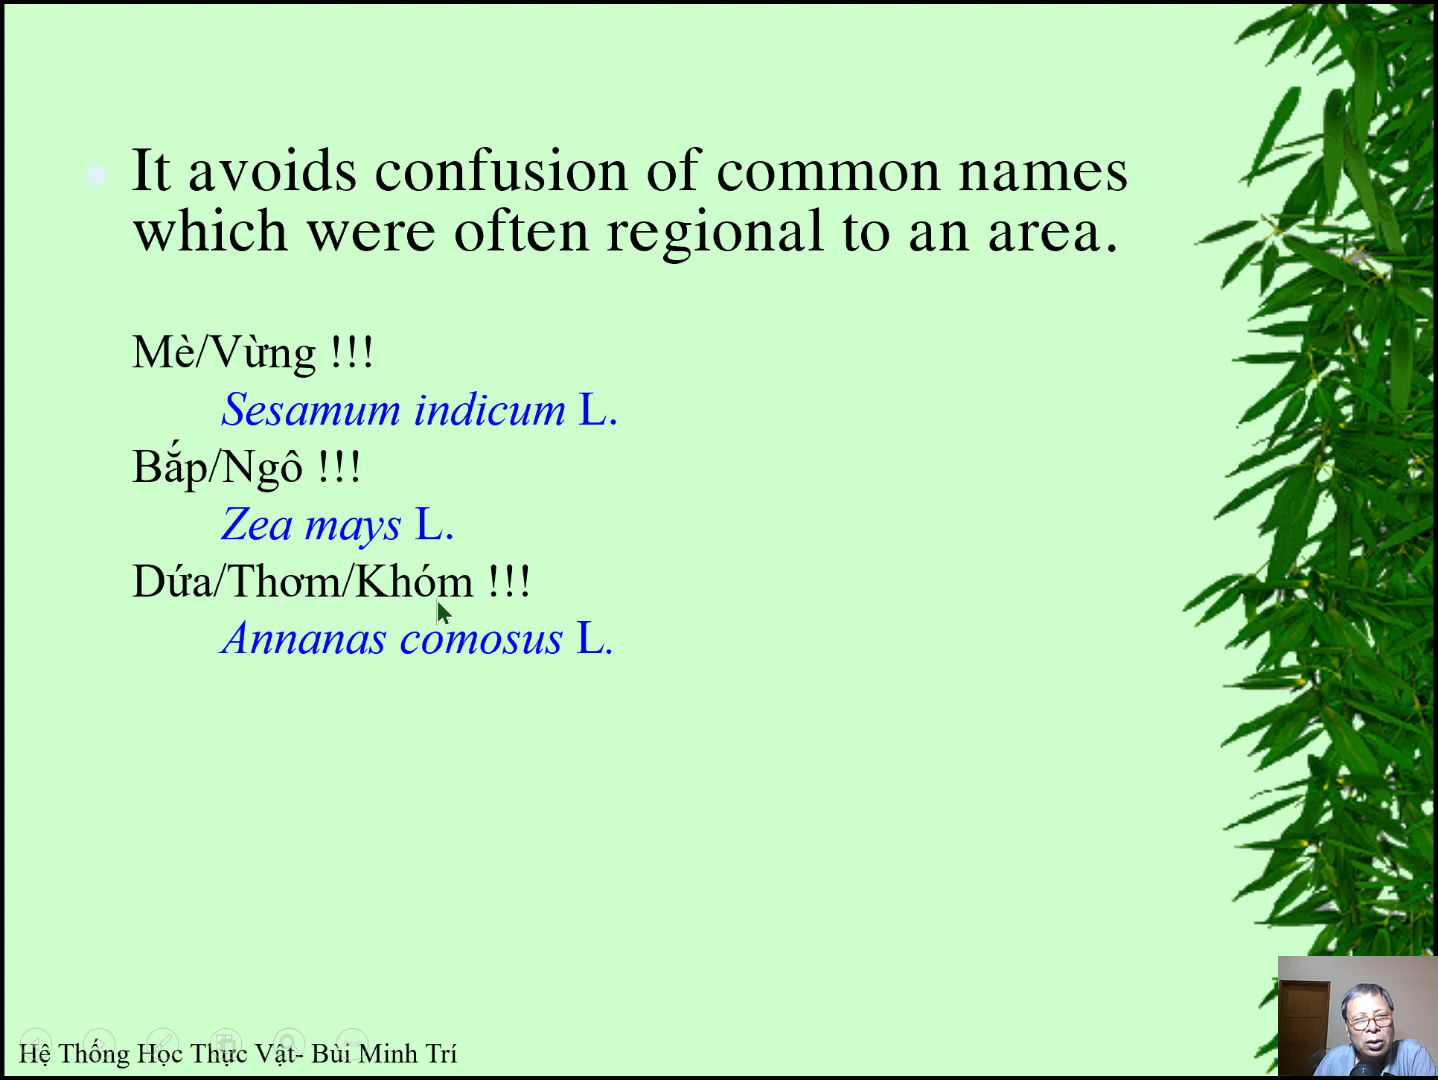 It avoids confusion of common names
which were often regional to an area.
Mè/Vừng !!!
Sesamum indicum L.
Bắp/Ngô !!!
Zea mays L.
Dứa/Thơm/Khóm !!!
Annanas comosus L.
Hệ Thống Học Thực Vật- Bùi Minh Trí